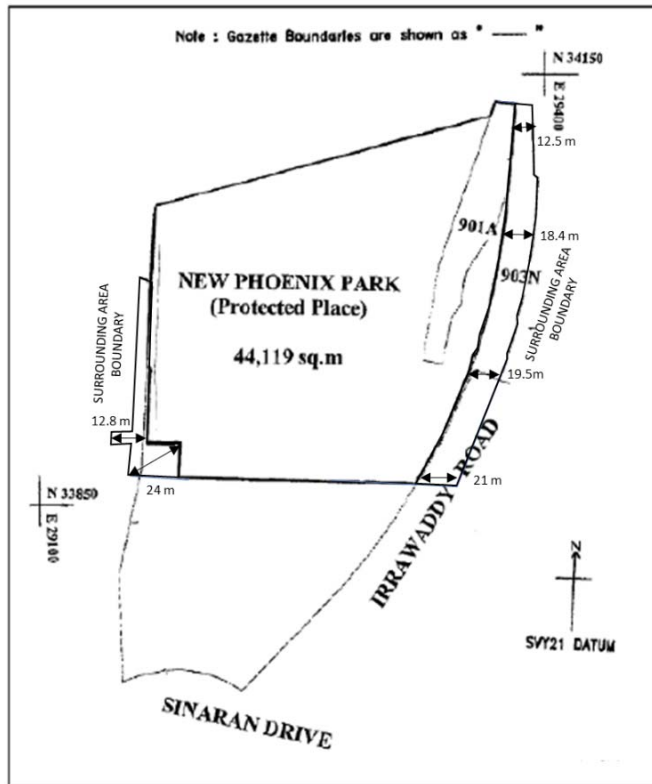 Note : Gazette Boundaries are shown as " —— "
N 34150
E 29400
12.5 m
901A
18.4 m
903N
NEW PHOENIX PARK
(Protected Place)
44,119 sq.m
SURROUNDING AREA
BOUNDARY
SURROUNDING AREA
BOUNDARY
19.5m
12.8 m
21 m
24 m
N 33850
E 29100
IRRAWADDY ROAD
N
SVY21 DATUM
SINARAN DRIVE